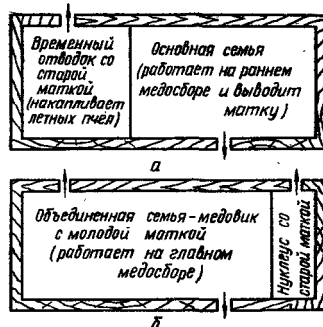 Временный
отводок со
старой
маткой
(накапливает
летных пчёл)
Основная семья
(работает на раннем
медосборе и выводит
матку)
а
Объединенная семья-медовик
с молодой маткой
(работает на главном
медосборе)
Нуклеус со
старой маткой
б